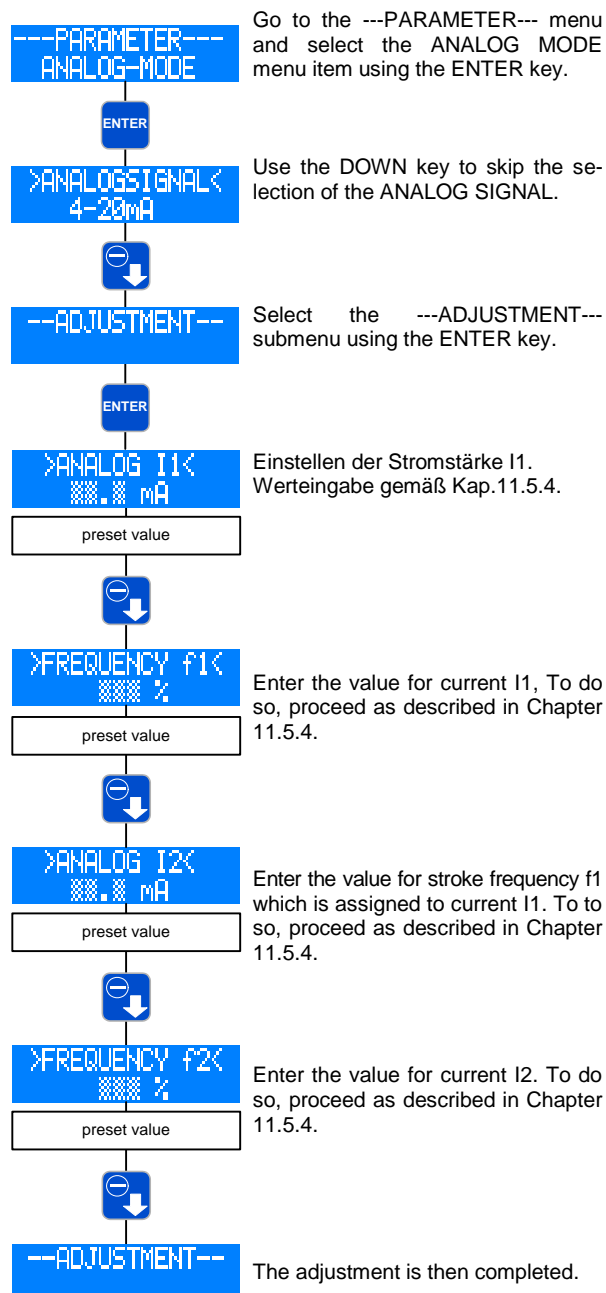 ---PARAMETER---
ANALOG-MODE
Go to the ---PARAMETER--- menu
and select the ANALOG MODE
menu item using the ENTER key.
ENTER
>ANALOGSIGNAL<
4-20mA
Use the DOWN key to skip the se-
lection of the ANALOG SIGNAL.
--ADJUSTMENT--
Select the ---ADJUSTMENT---
submenu using the ENTER key.
ENTER
>ANALOG I1<
▒▒.▒ mA
preset value
Einstellen der Stromstärke I1.
Werteingabe gemäß Kap.11.5.4.
>FREQUENCY f1<
▒▒▒ %
preset value
Enter the value for current I1, To do
so, proceed as described in Chapter
11.5.4.
>ANALOG I2<
▒▒.▒ mA
preset value
Enter the value for stroke frequency f1
which is assigned to current I1. To to
so, proceed as described in Chapter
11.5.4.
>FREQUENCY f2<
▒▒▒ %
preset value
Enter the value for current I2. To do
so, proceed as described in Chapter
11.5.4.
--ADJUSTMENT--
The adjustment is then completed.